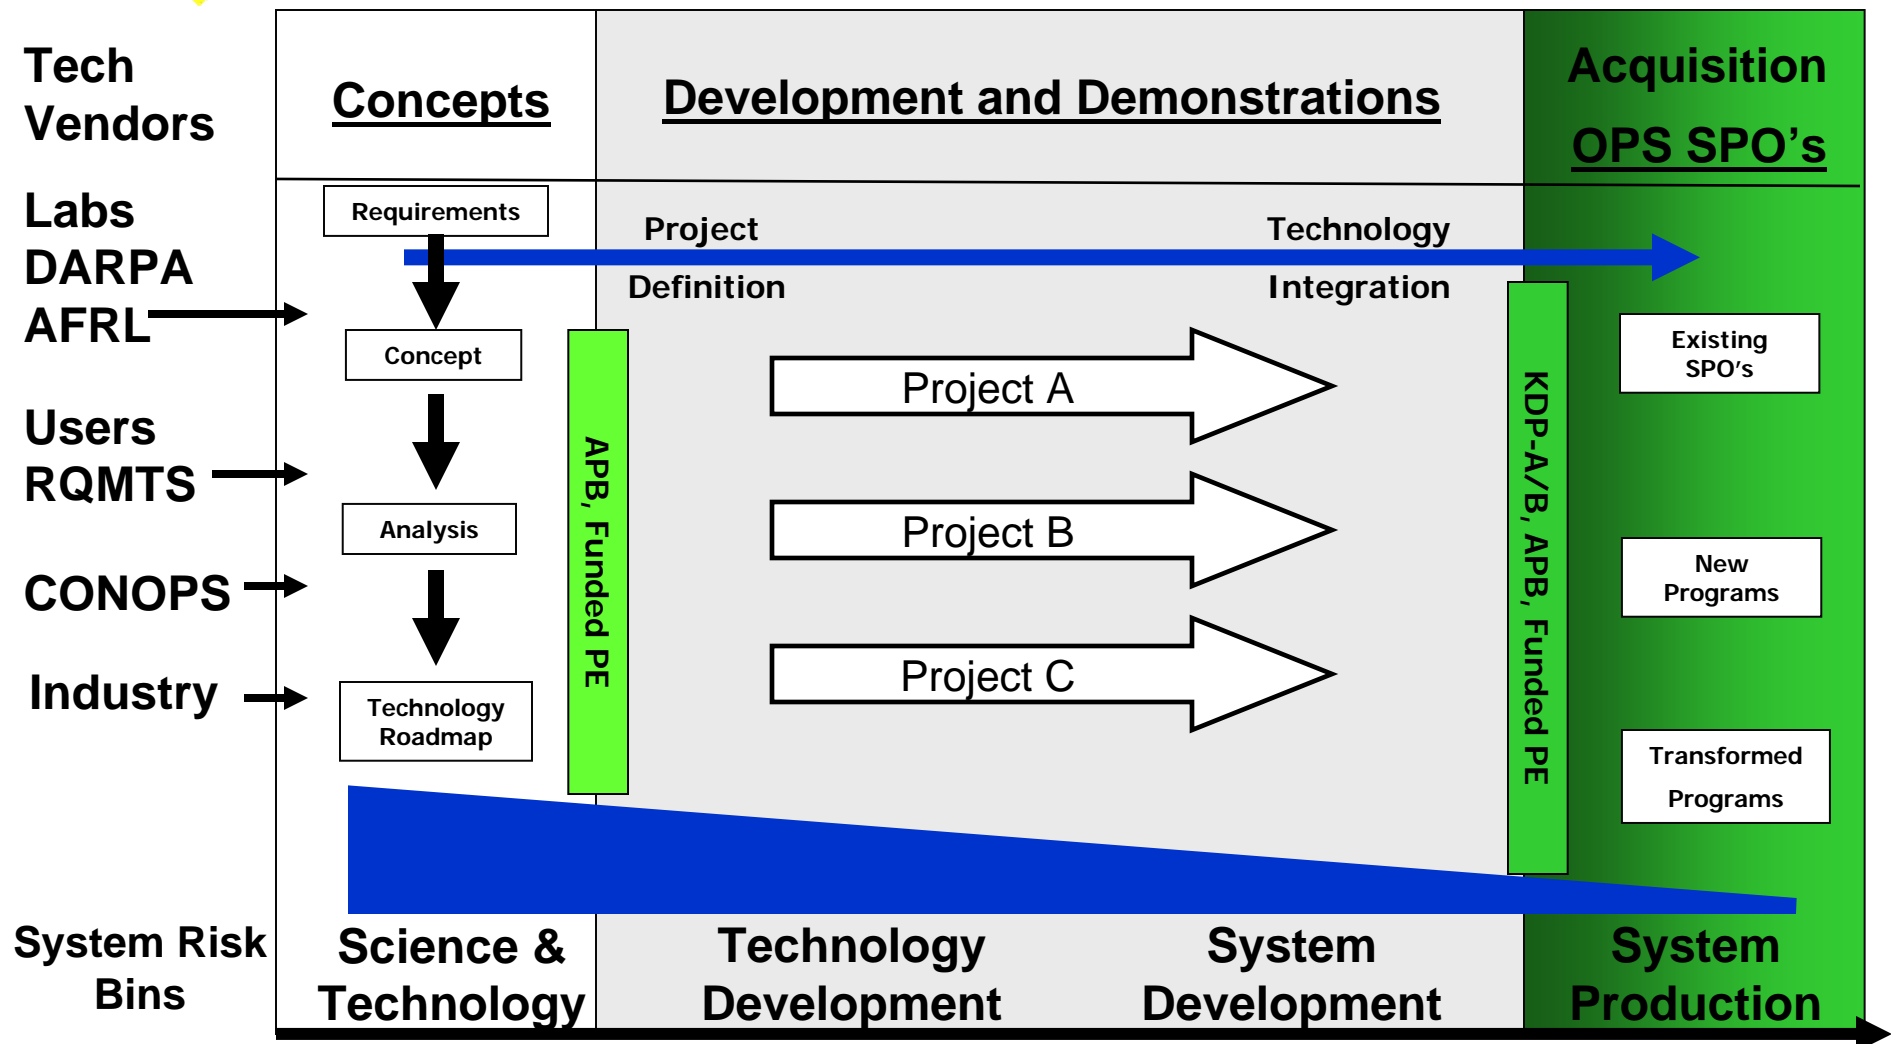 Tech
Vendors
Concepts
Development and Demonstrations
Acquisition
OPS SPO's
Labs
DARPA
AFRL
Users
RQMTS
CONOPS
Industry
Requirements
Concept
Analysis
Technology
Roadmap
APB, Funded PE
Project
Definition
Technology
Integration
Project A
Project B
Project C
KDP-A/B, APB, Funded PE
Existing
SPO's
New
Programs
Transformed
Programs
System Risk
Bins
Science &
Technology
Technology
Development
System
Development
System
Production